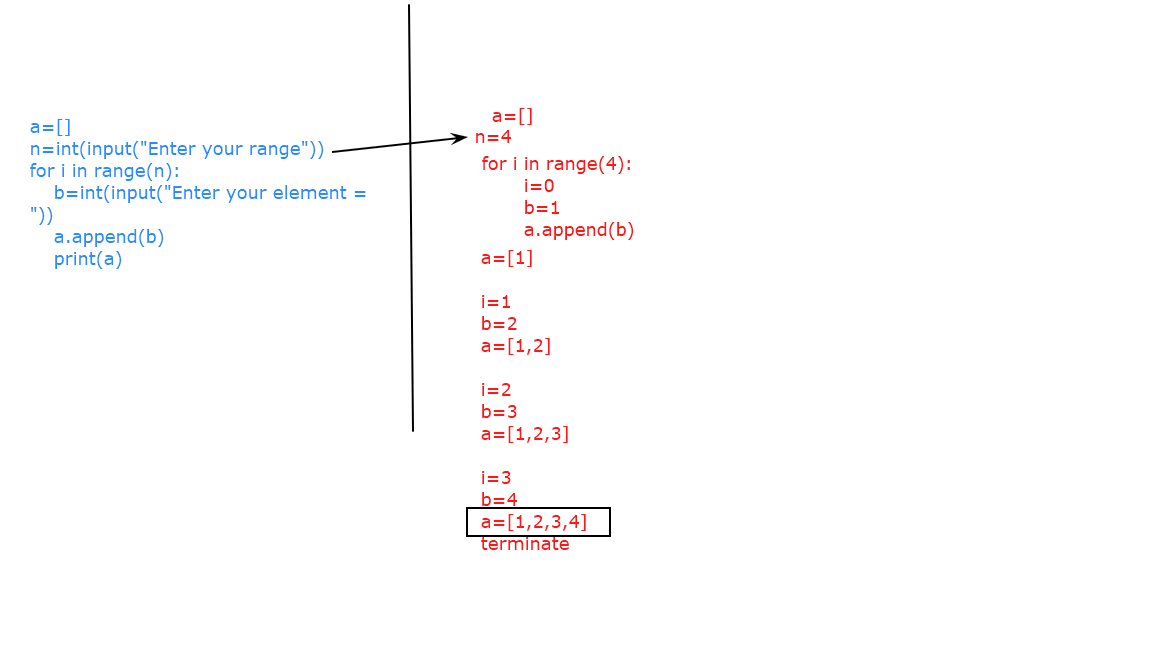 a=[]
n=int(input("Enter your range"))
for i in range(n):
    b=int(input("Enter your element =
"))
    a.append(b)
    print(a)
a=[]
n=4
for i in range(4):
i=0
b=1
a.append(b)
a=[1]
i=1
b=2
a=[1,2]
i=2
b=3
a=[1,2,3]
i=3
b=4
a=[1,2,3,4]
terminate